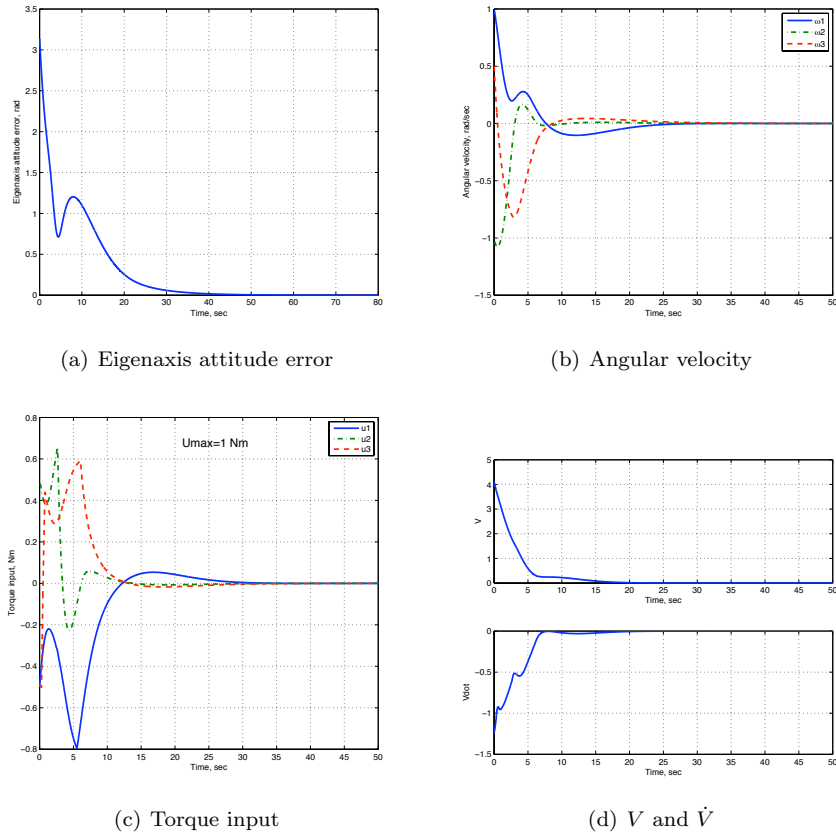 3.5
3
2.5
2
1.5
1
0.5
0
0 10 20 30 40 50 60 70 80
Eigenaxis attitude error, rad
Time, sec
(a) Eigenaxis attitude error
1
0.5
0
−0.5
−1
−1.5
0 5 10 15 20 25 30 35 40 45 50
Angular velocity, rad/sec
Time, sec
ω1
ω2
ω3
(b) Angular velocity
0.8
0.6
0.4
0.2
0
−0.2
−0.4
−0.6
−0.8
0 5 10 15 20 25 30 35 40 45 50
Torque input, Nm
Time, sec
Umax=1 Nm
u1
u2
u3
(c) Torque input
5
4
3
2
1
0
0 5 10 15 20 25 30 35 40 45 50
V
Time, sec
0
−0.5
−1
−1.5
0 5 10 15 20 25 30 35 40 45 50
Vdot
Time, sec
(d) V and V̇